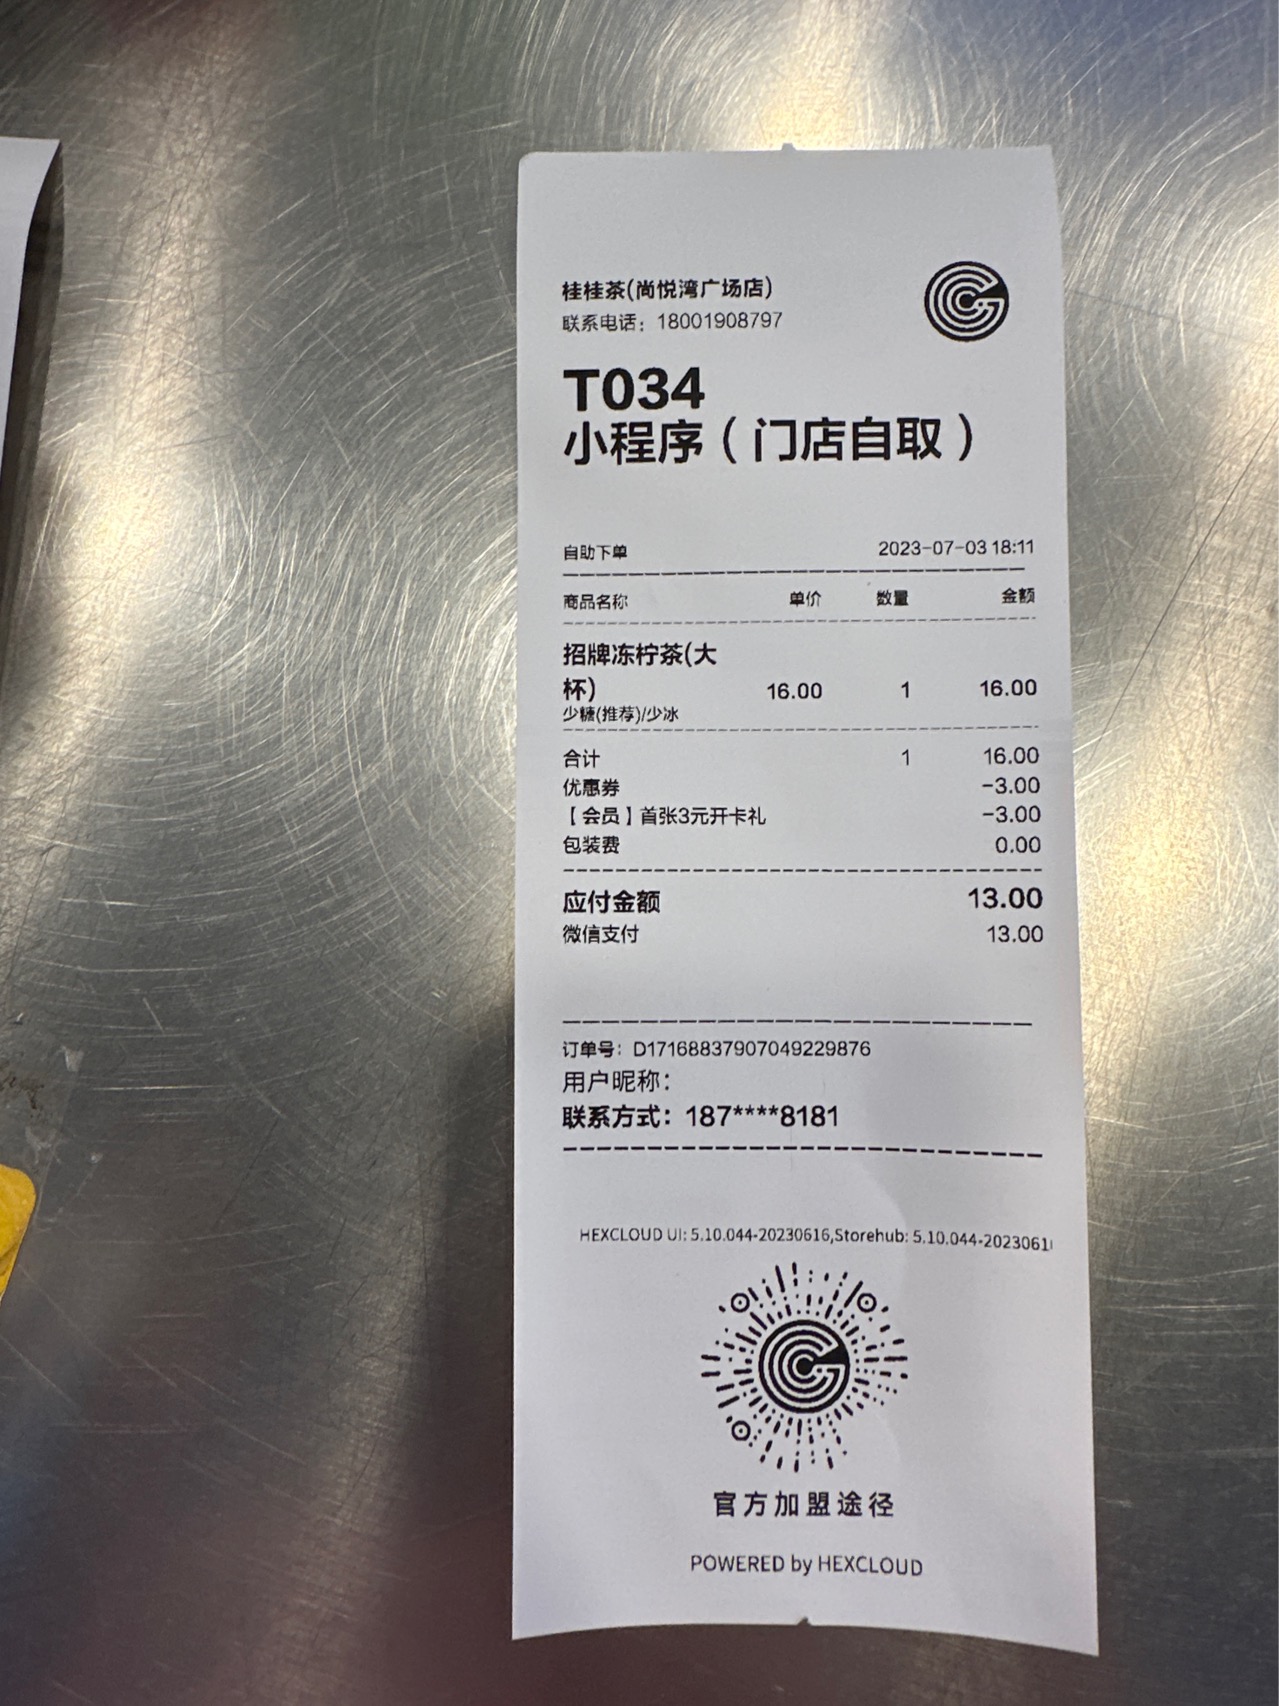 桂桂茶(尚悦湾广场店)
联系电话：18001908797
T034
小程序（门店自取）
自助下单 2023-07-03 18:11
商品名称 单价 数量 金额
招牌冻柠茶(大
杯) 16.00 1 16.00
少糖(推荐)/少冰
合计 1 16.00
优惠券 -3.00
【会员】首张3元开卡礼 -3.00
包装费 0.00
应付金额 13.00
微信支付 13.00
订单号：D17168837907049229876
用户昵称：
联系方式：187****8181
HEXCLOUD UI: 5.10.044-20230616,Storehub: 5.10.044-2023061
官方加盟途径
POWERED by HEXCLOUD